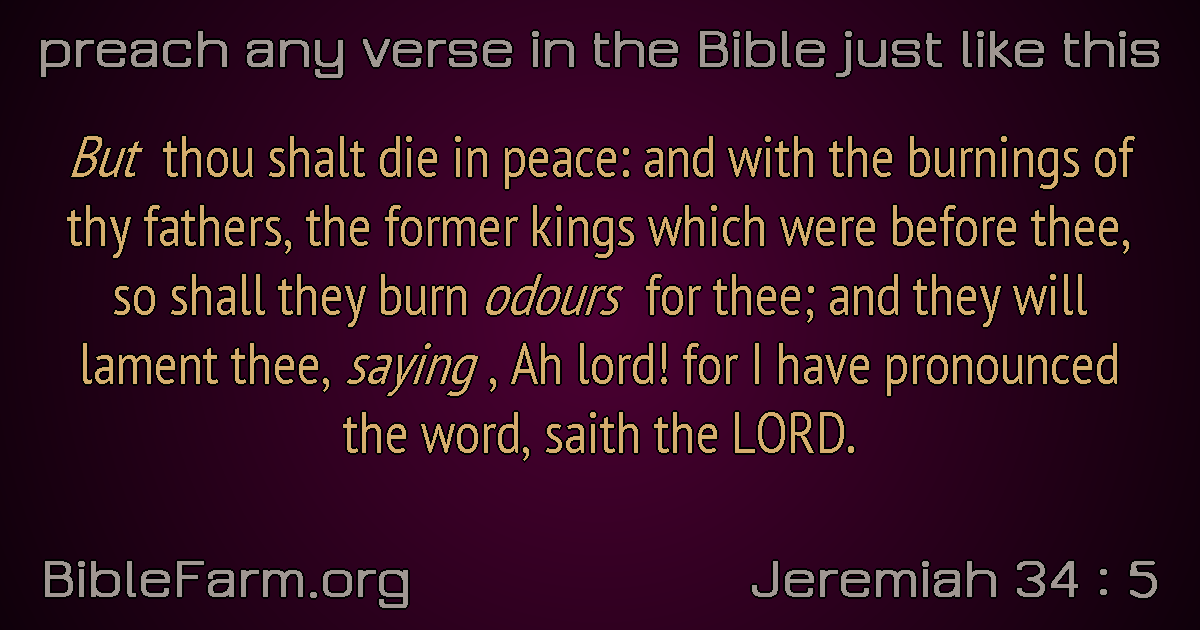 preach any verse in the Bible just like this
But thou shalt die in peace: and with the burnings of
thy fathers, the former kings which were before thee,
so shall they burn odours for thee; and they will
lament thee, saying , Ah lord! for I have pronounced
the word, saith the LORD.
BibleFarm.org
Jeremiah 34 : 5